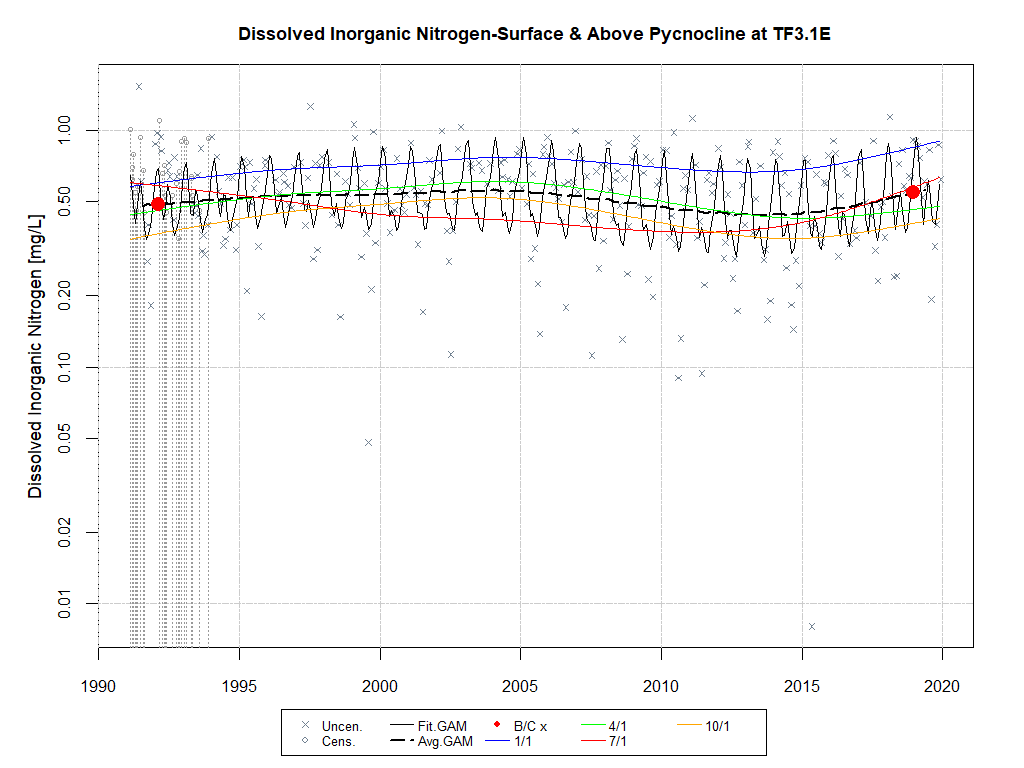 Dissolved Inorganic Nitrogen-Surface & Above Pycnocline at TF3.1E
Dissolved Inorganic Nitrogen [mg/L]
1.00
0.50
0.20
0.10
0.05
0.02
0.01
1990 1995 2000 2005 2010 2015 2020
Uncen. Fit.GAM B/C x 4/1 10/1
Cens. Avg.GAM 1/1 7/1